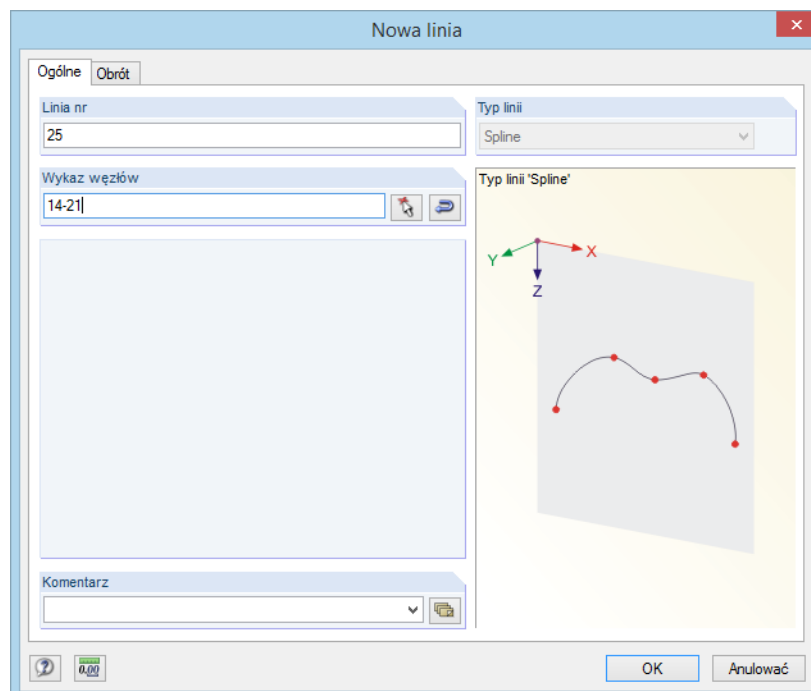 Nowa linia
Ogólne
Obrót
Linia nr
25
Typ linii
Spline
Wykaz węzłów
14-21
Typ linii 'Spline'
Y
X
Z
Komentarz
0.00
OK
Anulować